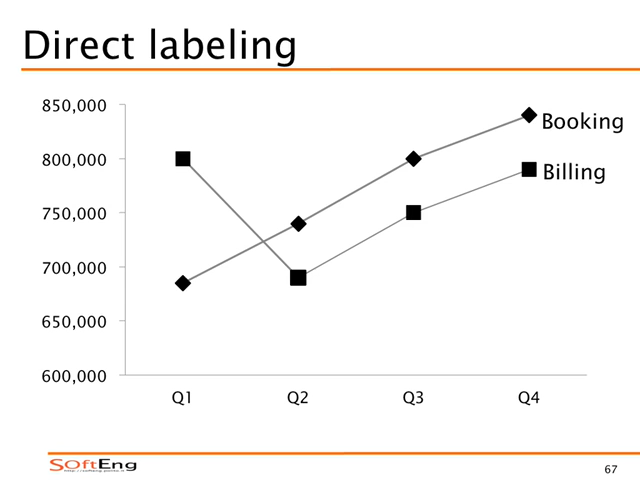 Direct labeling
850,000
800,000
750,000
700,000
650,000
600,000
Booking
Billing
Q1 Q2 Q3 Q4
SOftEng
67